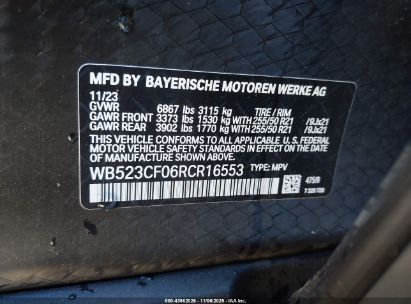 MFD BY BAYERISCHE MOTOREN WERKE AG
11/23
GVWR 6867 lbs 3115 kg TIRE / RIM
GAWR FRONT 3373 lbs 1530 kg WITH 255/50 R21 / 9Jx21
GAWR REAR 3902 lbs 1770 kg WITH 255/50 R21 / 9Jx21
THIS VEHICLE CONFORMS TO ALL APPLICABLE
FEDERAL MOTOR VEHICLE SAFETY STANDARDS IN
EFFECT ON THE DATE OF MANUFACTURE SHOWN ABOVE.
WB523CF06RCR16553 TYPE: MPV